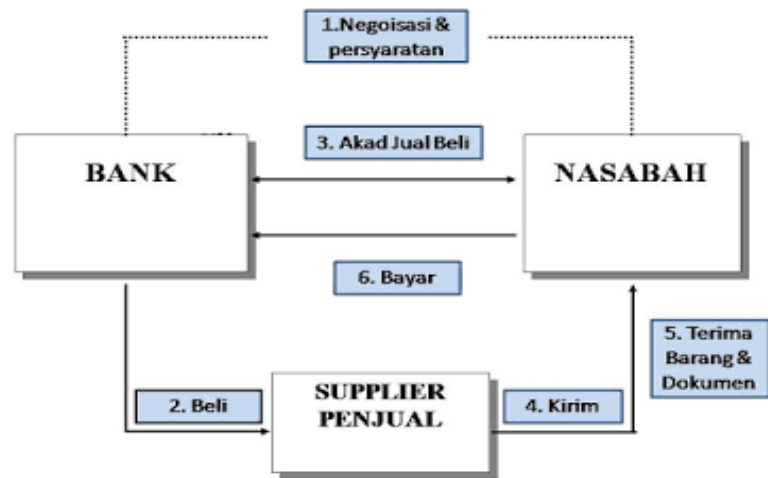 1.Negoisasi &
persyaratan
3. Akad Jual Beli
BANK
NASABAH
6. Bayar
5. Terima
Barang &
Dokumen
2. Beli
SUPPLIER
PENJUAL
4. Kirim